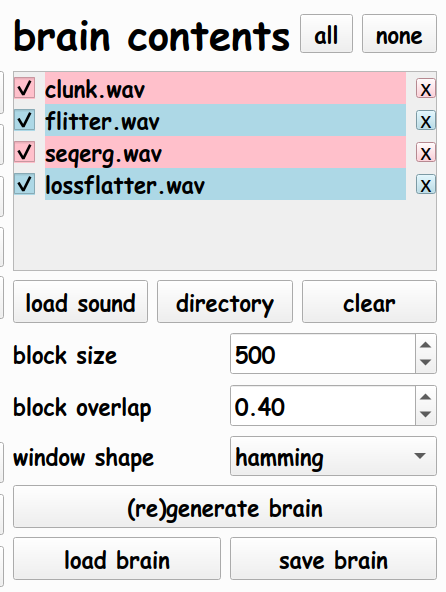 brain contents all none
clunk.wav x
flitter.wav x
seqerg.wav x
lossflatter.wav x
load sound directory clear
block size 500
block overlap 0.40
window shape hamming
(re)generate brain
load brain save brain